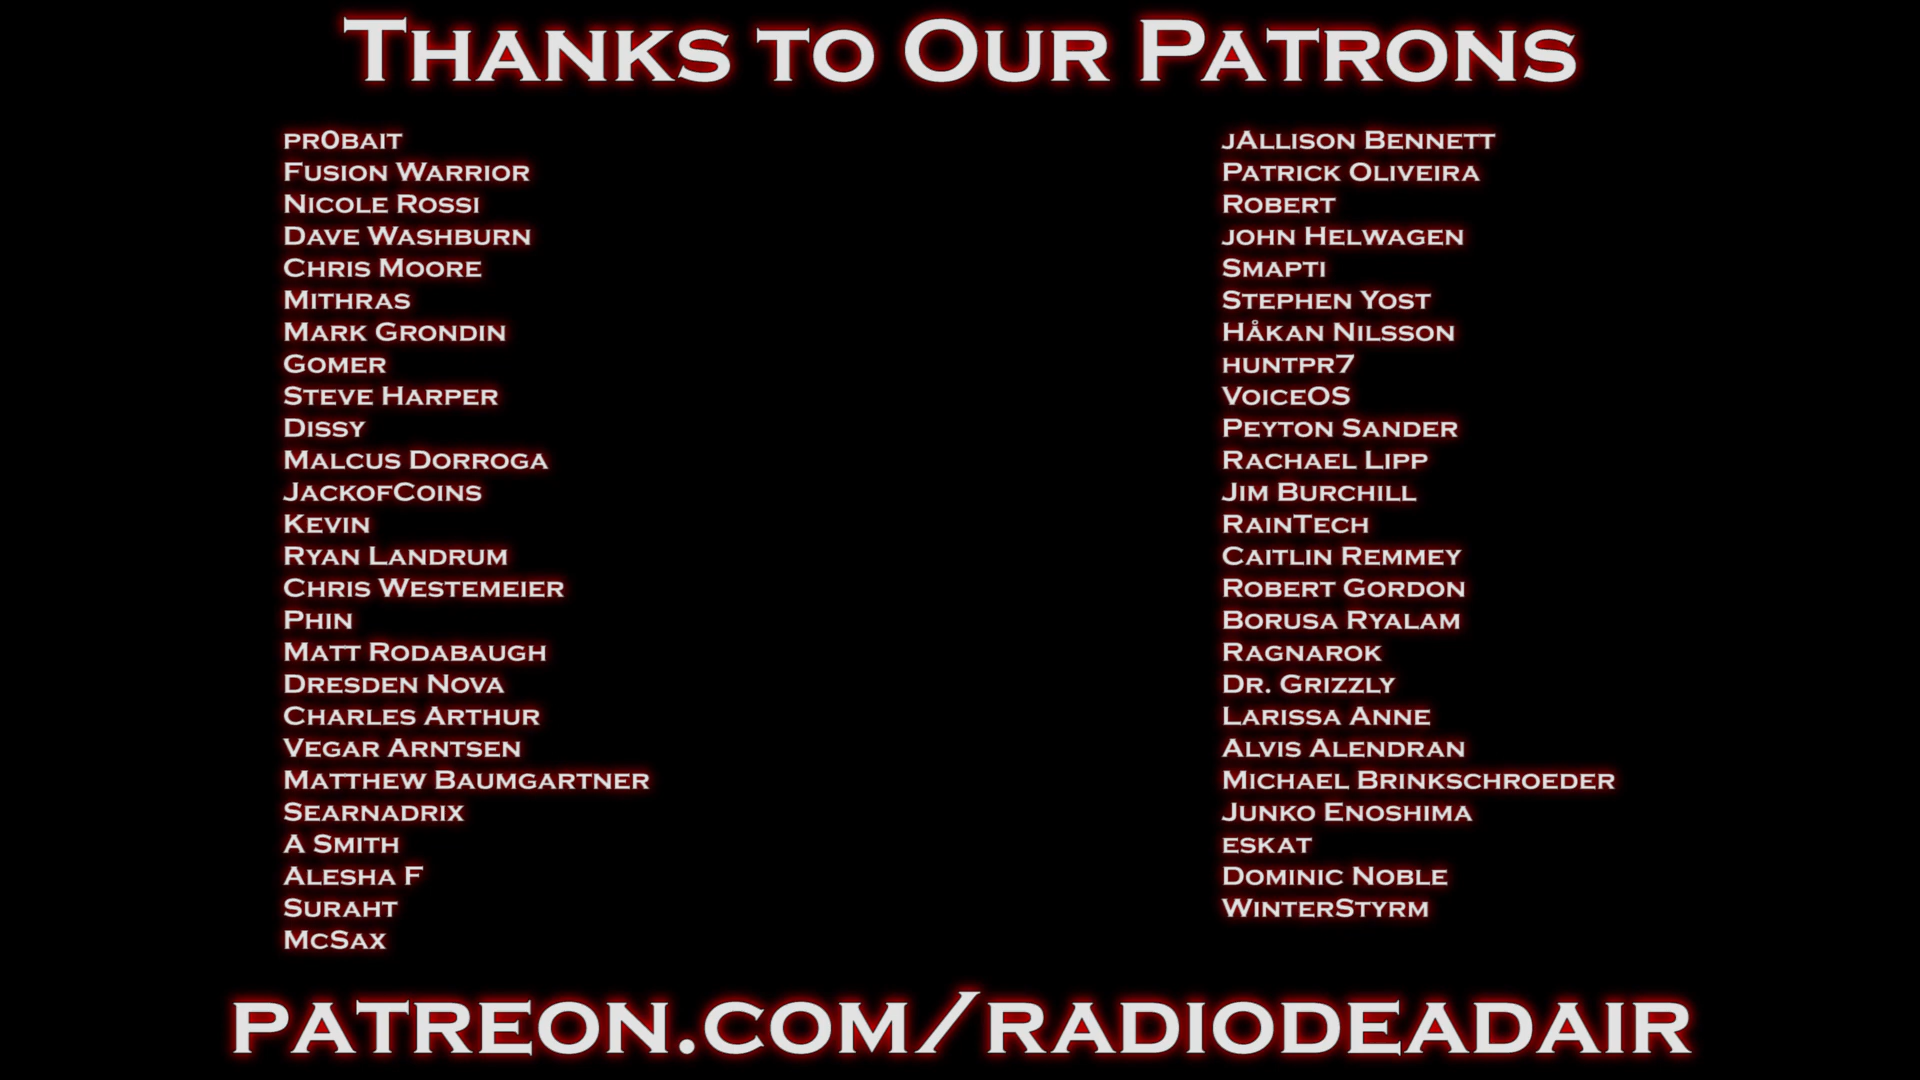 Thanks to Our Patrons
pr0bait
Fusion Warrior
Nicole Rossi
Dave Washburn
Chris Moore
Mithras
Mark Grondin
Gomer
Steve Harper
Dissy
Malcus Dorroga
JackofCoins
Kevin
Ryan Landrum
Chris Westemeier
Phin
Matt Rodabaugh
Dresden Nova
Charles Arthur
Vegar Arntsen
Matthew Baumgartner
Searnadrix
A Smith
Alesha F
Suraht
McSax
jAllison Bennett
Patrick Oliveira
Robert
john Helwagen
Smapti
Stephen Yost
Håkan Nilsson
huntpr7
VoiceOS
Peyton Sander
Rachael Lipp
Jim Burchill
RainTech
Caitlin Remmey
Robert Gordon
Borusa Ryalam
Ragnarok
Dr. Grizzly
Larissa Anne
Alvis Alendran
Michael Brinkschroeder
Junko Enoshima
eskat
Dominic Noble
WinterStyrm
patreon.com/radiodeadair